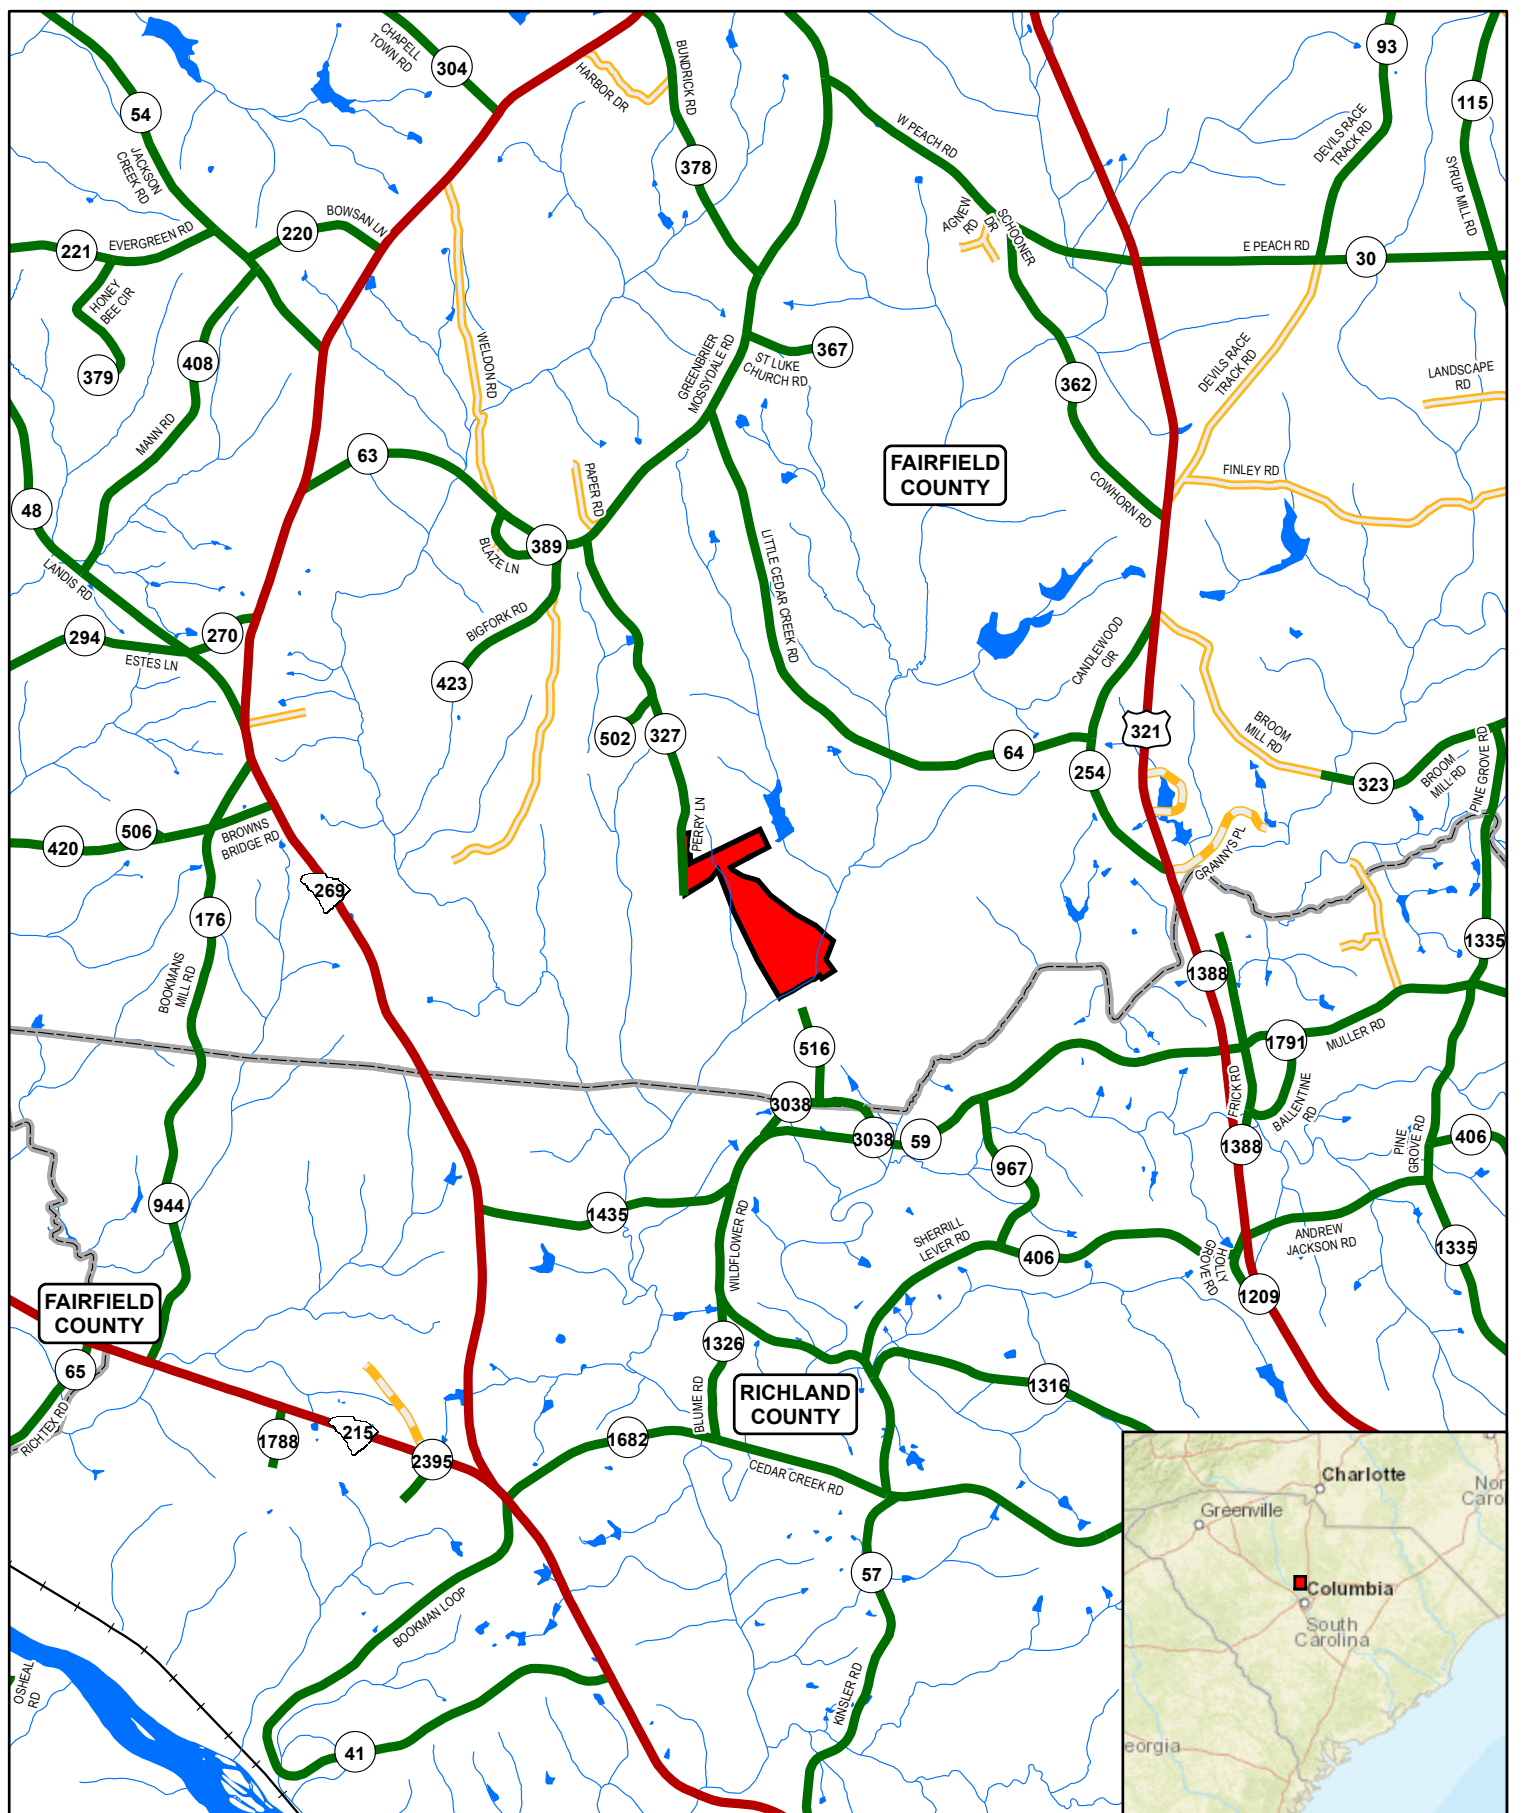 CHAPELL
TOWN RD
304
HARBOR DR
BUNDRICK RD
378
93
115
54
JACKSON
CREEK RD
W PEACH RD
DEVILS RACE
TRACK RD
SYRUP MILL RD
221
EVERGREEN RD
220
BOWSAN LN
AGNEW
RD
SCHOONER
DR
E PEACH RD
30
HONEY
BEE CIR
379
408
WELDON RD
GREENBRIER
MOSSYDALE RD
367
ST LUKE
CHURCH RD
362
DEVILS RACE
TRACK RD
LANDSCAPE
RD
MANN RD
63
PAPER RD
FAIRFIELD
COUNTY
COWHORN RD
FINLEY RD
48
LANDIS RD
389
BLAZE LN
LITTLE CEDAR CREEK RD
294
270
ESTES LN
BIGFORK RD
423
CANDLEWOOD
CIR
502
327
64
321
254
BROOM
MILL RD
323
BROOM
MILL RD
PINE GROVE RD
506
420
BROWNS
BRIDGE RD
PERRY LN
GRANNYS PL
269
176
BOOKMANS
MILL RD
1335
1388
516
1791
MULLER RD
3038
3038
59
FRICK RD
BALLENTINE
RD
1388
PINE
GROVE RD
406
967
944
1435
WILDFLOWER RD
SHERRILL
LEVER RD
406
HOLLY
GROVE RD
ANDREW
JACKSON RD
1335
1209
FAIRFIELD
COUNTY
65
RICHTEX RD
1326
BLUME RD
RICHLAND
COUNTY
1316
1788
215
2395
1682
CEDAR CREEK RD
57
BOOKMAN LOOP
KINSLER RD
OSHEAL
RD
41
Charlotte
Nor
Caro
Greenville
Columbia
South
Carolina
eorgia